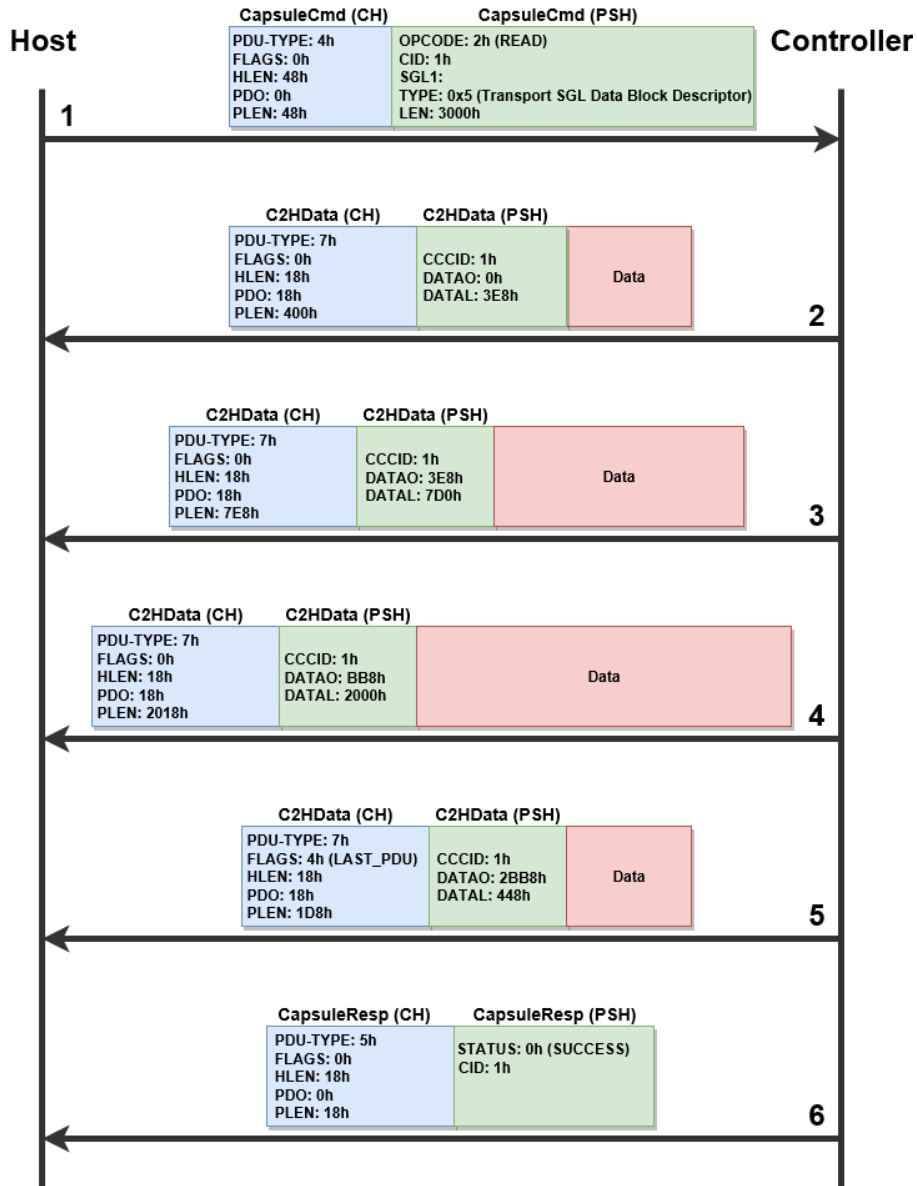 CapsuleCmd (CH)
CapsuleCmd (PSH)
Host
Controller
PDU-TYPE: 4h
FLAGS: 0h
HLEN: 48h
PDO: 0h
PLEN: 48h
OPCODE: 2h (READ)
CID: 1h
SGL1:
TYPE: 0x5 (Transport SGL Data Block Descriptor)
LEN: 3000h
1
C2HData (CH)
C2HData (PSH)
PDU-TYPE: 7h
FLAGS: 0h
HLEN: 18h
PDO: 18h
PLEN: 400h
CCCID: 1h
DATAO: 0h
DATAL: 3E8h
Data
2
C2HData (CH)
C2HData (PSH)
PDU-TYPE: 7h
FLAGS: 0h
HLEN: 18h
PDO: 18h
PLEN: 7E8h
CCCID: 1h
DATAO: 3E8h
DATAL: 7D0h
Data
3
C2HData (CH)
C2HData (PSH)
PDU-TYPE: 7h
FLAGS: 0h
HLEN: 18h
PDO: 18h
PLEN: 2018h
CCCID: 1h
DATAO: BB8h
DATAL: 2000h
Data
4
C2HData (CH)
C2HData (PSH)
PDU-TYPE: 7h
FLAGS: 4h (LAST_PDU)
HLEN: 18h
PDO: 18h
PLEN: 1D8h
CCCID: 1h
DATAO: 2BB8h
DATAL: 448h
Data
5
CapsuleResp (CH)
CapsuleResp (PSH)
PDU-TYPE: 5h
FLAGS: 0h
HLEN: 18h
PDO: 0h
PLEN: 18h
STATUS: 0h (SUCCESS)
CID: 1h
6